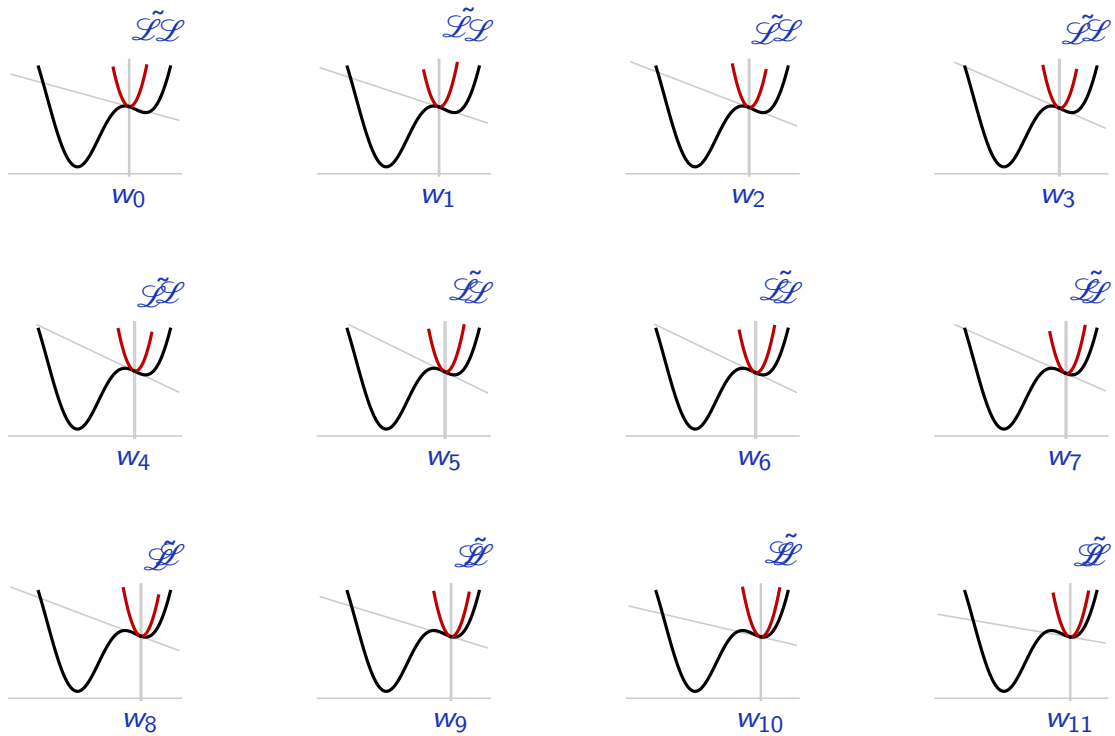 ℒ̃ ℒ ℒ̃ ℒ ℒ̃ ℒ ℒ̃ ℒ
w₀ w₁ w₂ w₃
ℒ̃ ℒ ℒ̃ ℒ ℒ̃ ℒ ℒ̃ ℒ
w₄ w₅ w₆ w₇
ℒ̃ ℒ ℒ̃ ℒ ℒ̃ ℒ ℒ̃ ℒ
w₈ w₉ w₁₀ w₁₁